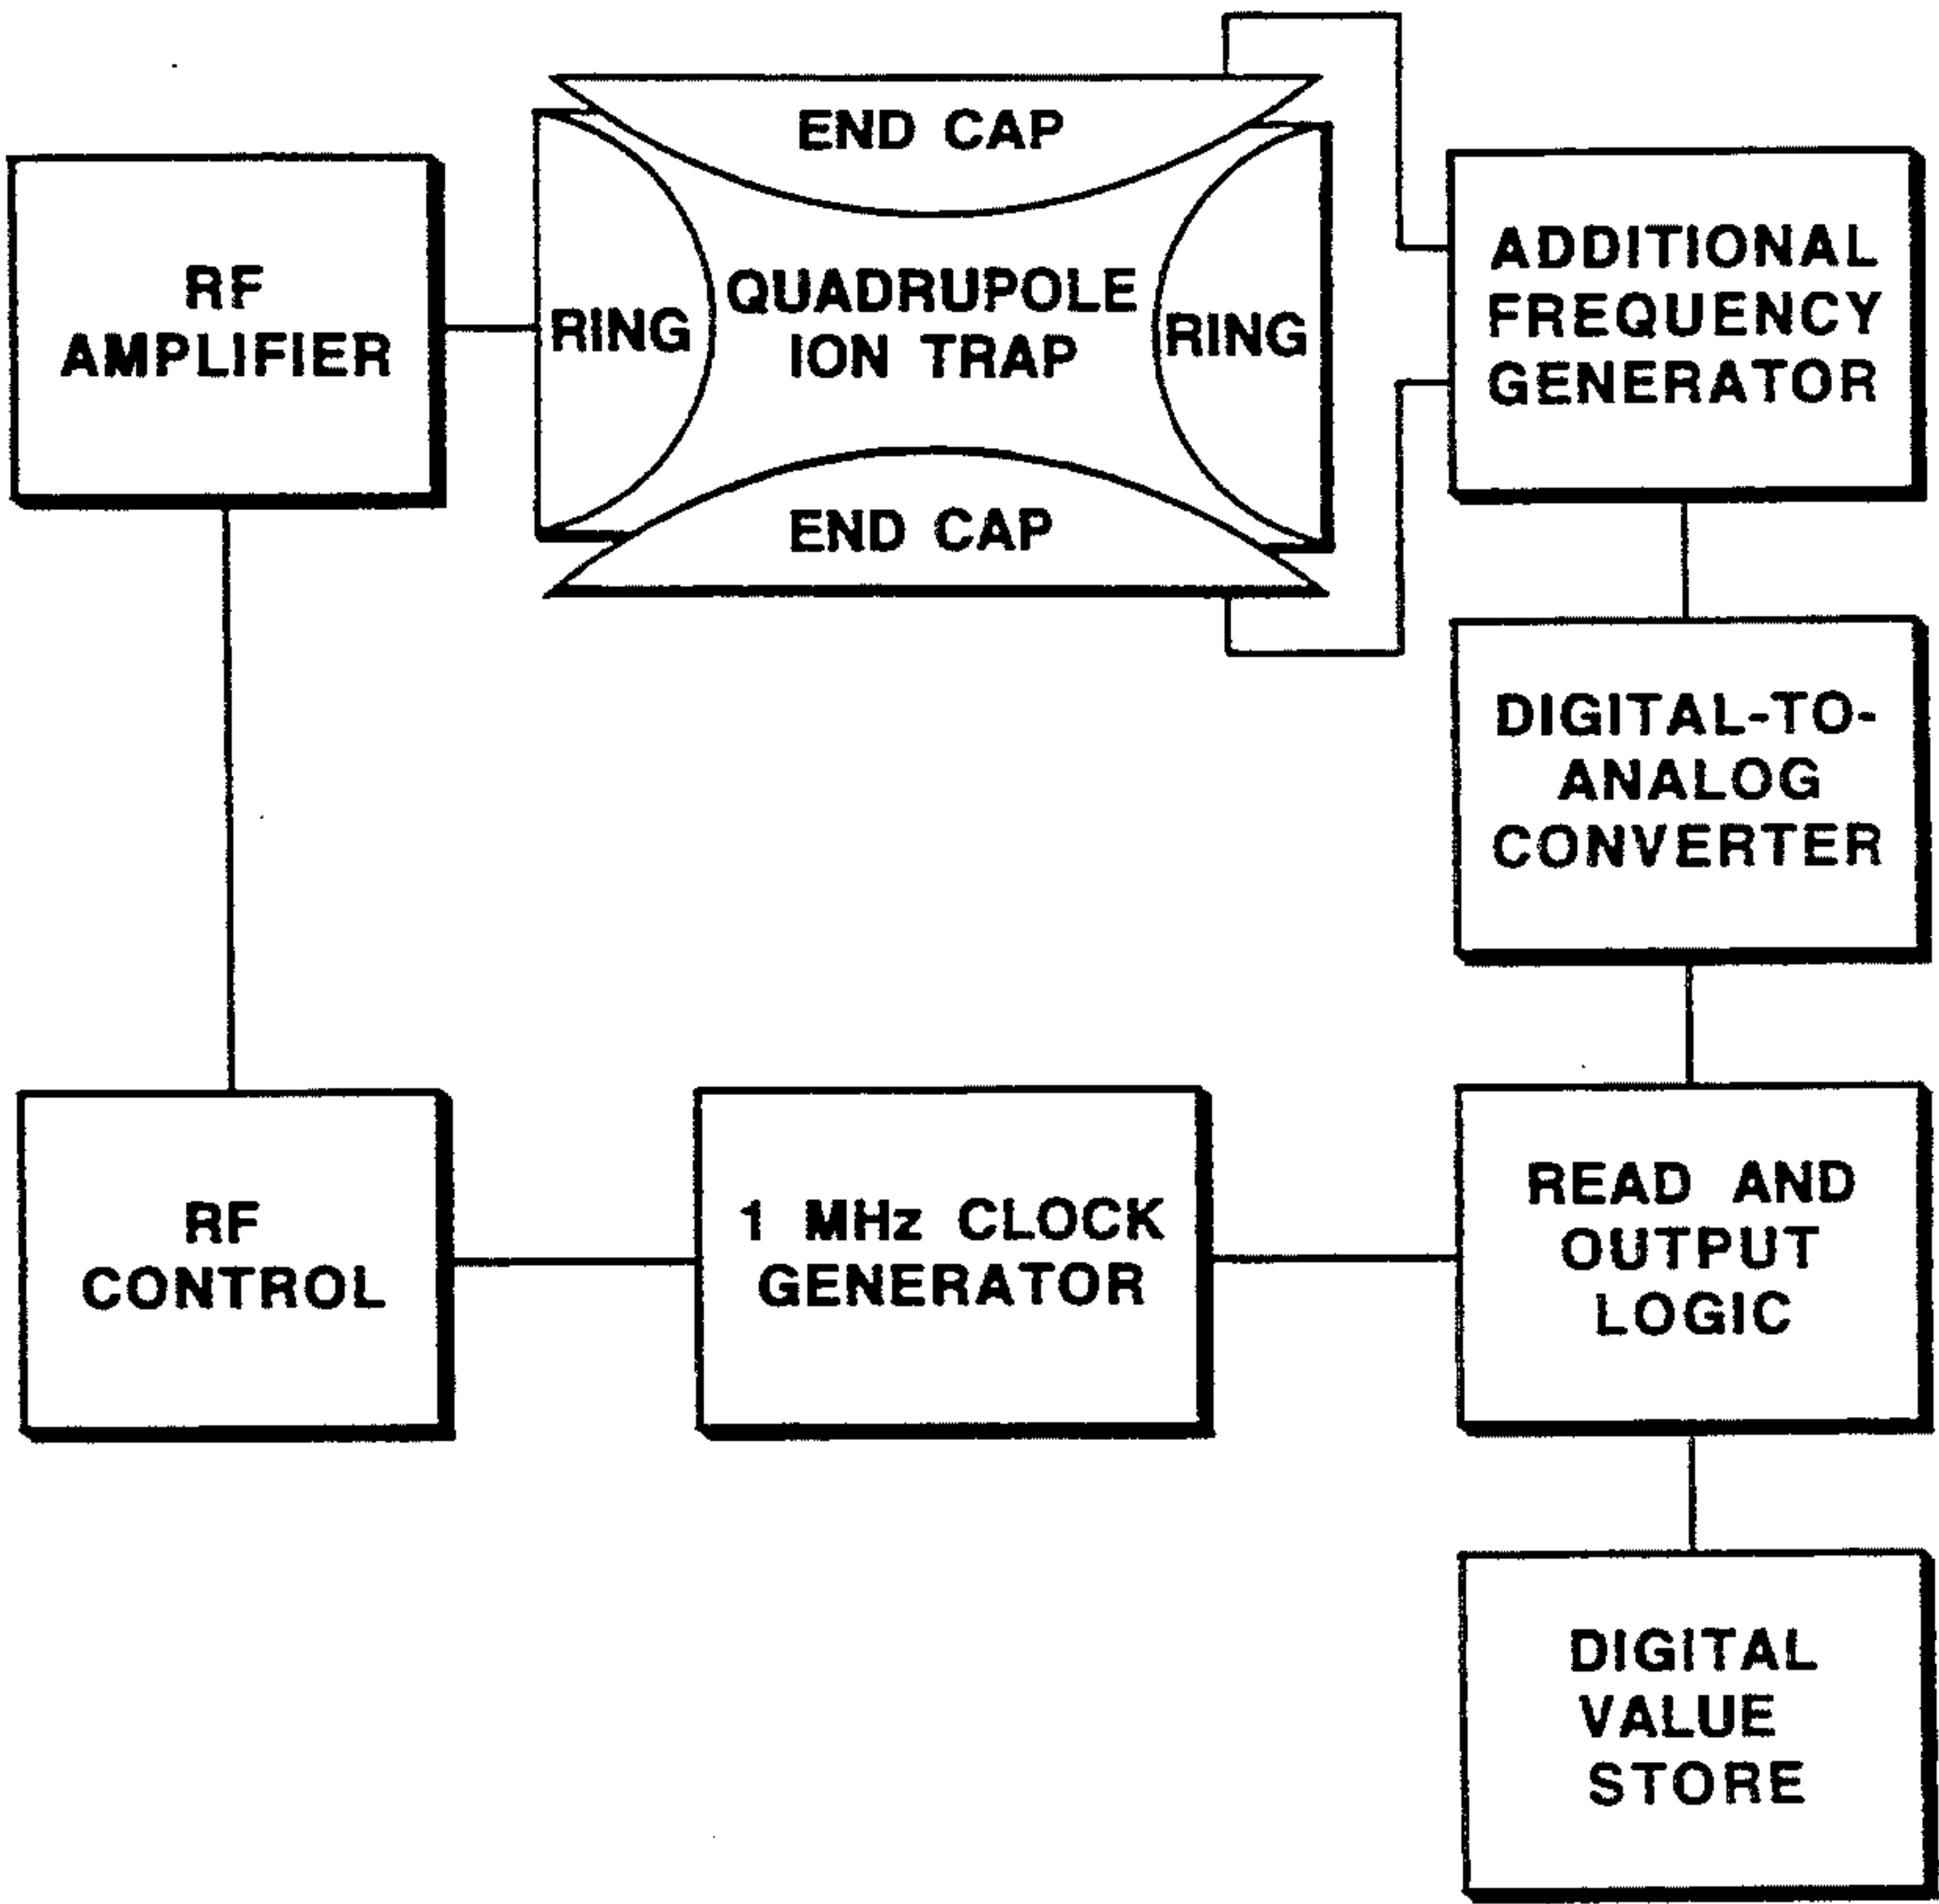 END CAP
RF
AMPLIFIER
RING
QUADRUPOLE
ION TRAP
RING
END CAP
ADDITIONAL
FREQUENCY
GENERATOR
DIGITAL-TO-
ANALOG
CONVERTER
RF
CONTROL
1 MHz CLOCK
GENERATOR
READ AND
OUTPUT
LOGIC
DIGITAL
VALUE
STORE